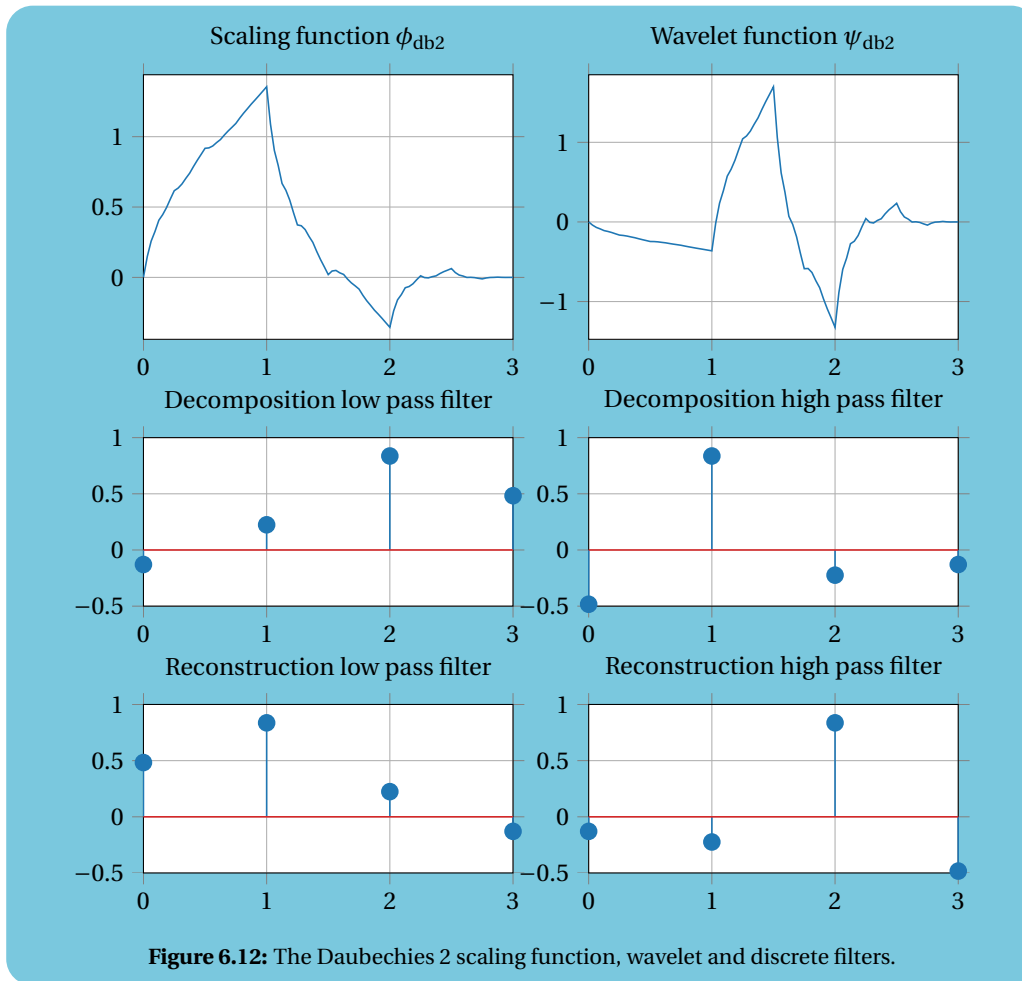 Scaling function ϕdb2
Wavelet function ψdb2
1
0.5
0
0 1 2 3
1
0
−1
0 1 2 3
Decomposition low pass filter
Decomposition high pass filter
1
0.5
0
−0.5
0 1 2 3
1
0.5
0
−0.5
0 1 2 3
Reconstruction low pass filter
Reconstruction high pass filter
1
0.5
0
−0.5
0 1 2 3
1
0.5
0
−0.5
0 1 2 3
Figure 6.12: The Daubechies 2 scaling function, wavelet and discrete filters.